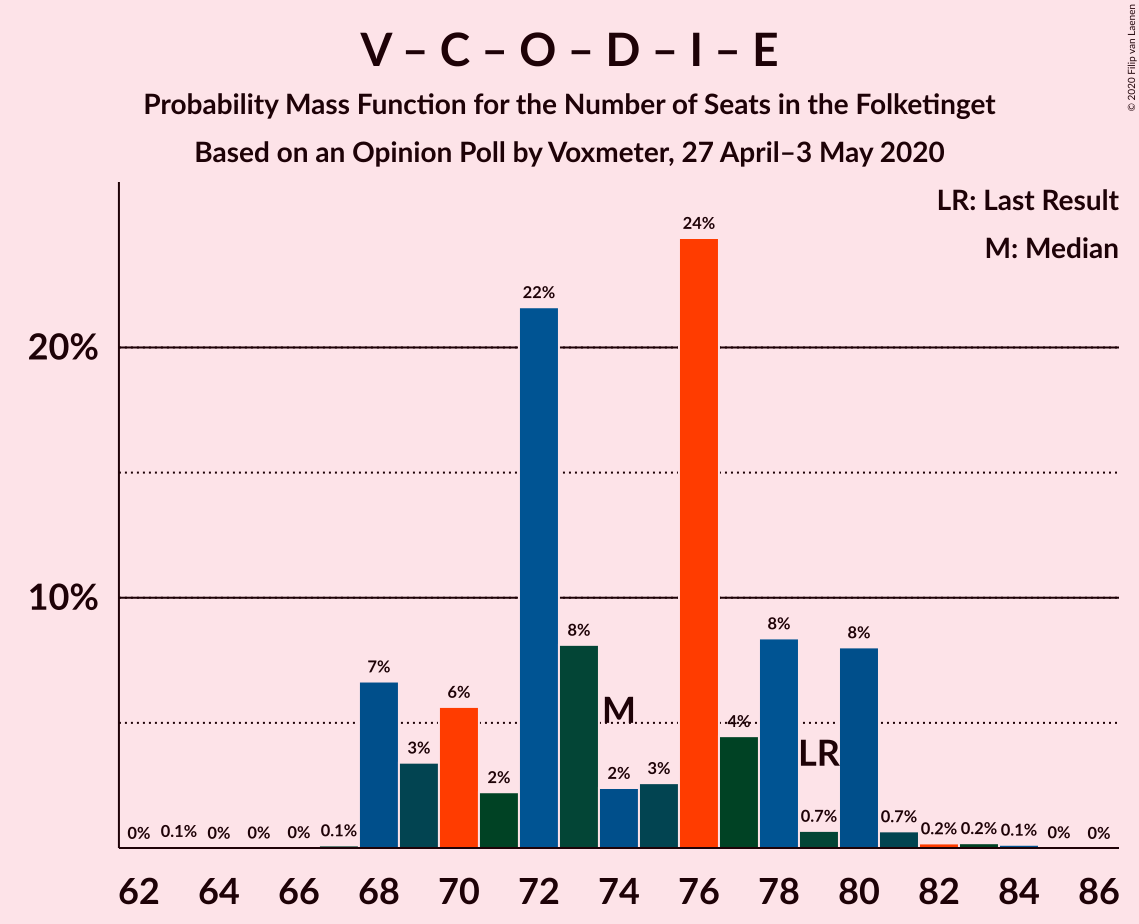 V – C – O – D – I – E
Probability Mass Function for the Number of Seats in the Folketinget
Based on an Opinion Poll by Voxmeter, 27 April–3 May 2020
© 2020 Filip van Laenen
LR: Last Result
M: Median
20%
10%
0% 0.1% 0% 0% 0% 0.1% 7% 3% 6% 2% 22% 8% 2% 3% 24% 4% 8% 0.7% 8% 0.7% 0.2% 0.2% 0.1% 0% 0%
M
LR
62 64 66 68 70 72 74 76 78 80 82 84 86